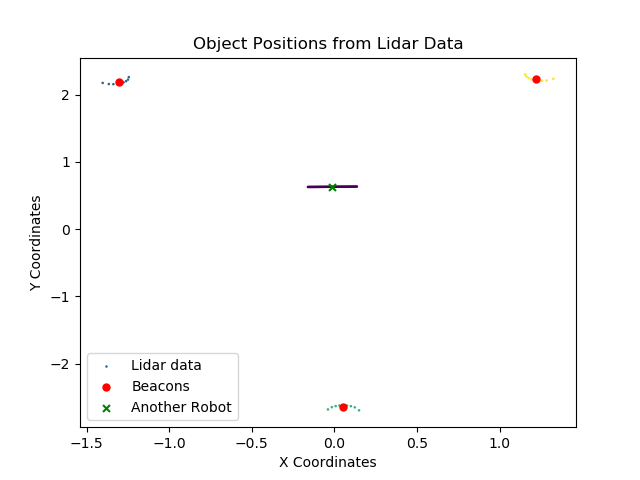 Object Positions from Lidar Data
Y Coordinates
2
1
0
−1
−2
Lidar data
Beacons
Another Robot
−1.5
−1.0
−0.5
0.0
0.5
1.0
X Coordinates